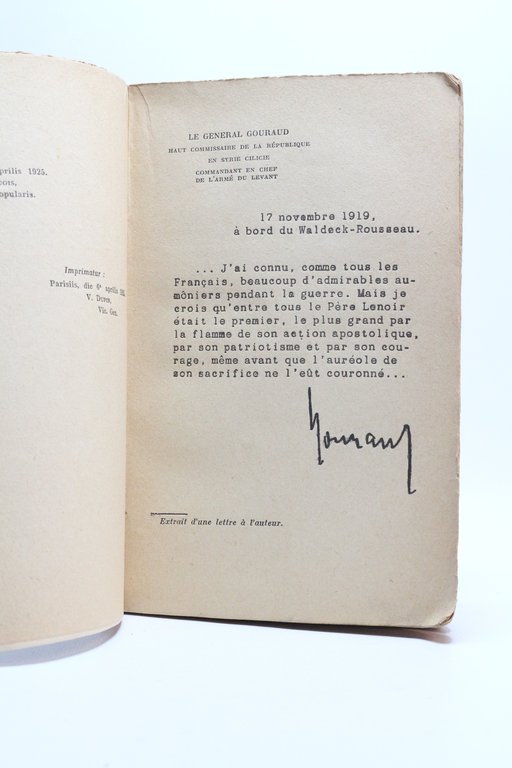 prilis 1925.
opularis.
Imprimatur :
Parisiis, die 6ª aprilis
V. Dupin,
Vic. Gen.
LE GENERAL GOURAUD
HAUT COMMISSAIRE DE LA RÉPUBLIQUE
EN SYRIE CILICIE
COMMANDANT EN CHEF
DE L'ARMÉ DU LEVANT
17 novembre 1919,
à bord du Waldeck-Rousseau.
... J'ai connu, comme tous les
Français, beaucoup d'admirables au-
môniers pendant la guerre. Mais je
crois qu'entre tous le Père Lenoir
était le premier, le plus grand par
la flamme de son action apostolique,
par son patriotisme et par son cou-
rage, même avant que l'auréole de
son sacrifice ne l'eût couronné...
Gouraud
Extrait d'une lettre à l'auteur.